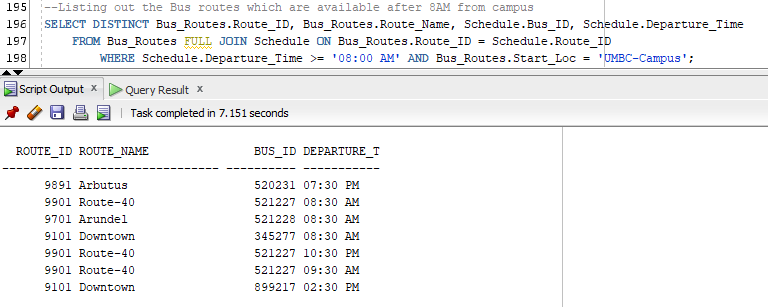 195 --Listing out the Bus routes which are available after 8AM from campus
196 SELECT DISTINCT Bus_Routes.Route_ID, Bus_Routes.Route_Name, Schedule.Bus_ID, Schedule.Departure_Time
197 FROM Bus_Routes FULL JOIN Schedule ON Bus_Routes.Route_ID = Schedule.Route_ID
198 WHERE Schedule.Departure_Time >= '08:00 AM' AND Bus_Routes.Start_Loc = 'UMBC-Campus';
Script Output x Query Result x
Task completed in 7.151 seconds
ROUTE_ID ROUTE_NAME BUS_ID DEPARTURE_T
---------- -------------------- ---------- -----------
9891 Arbutus 520231 07:30 PM
9901 Route-40 521227 08:30 AM
9701 Arundel 521228 08:30 AM
9101 Downtown 345277 08:30 AM
9901 Route-40 521227 10:30 PM
9901 Route-40 521227 09:30 AM
9101 Downtown 899217 02:30 PM